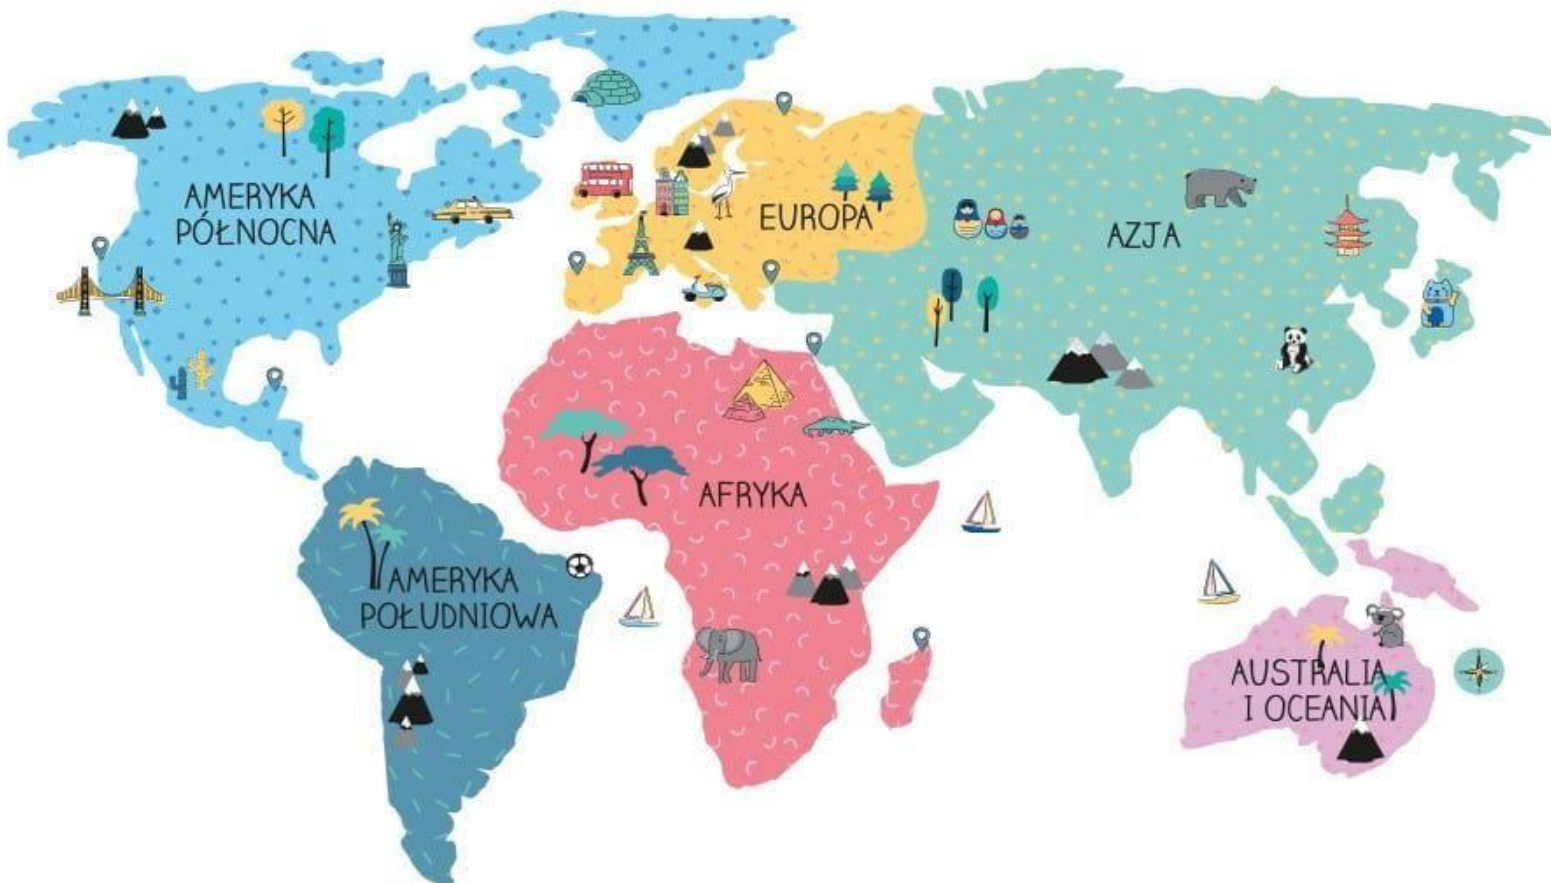 AMERYKA
PÓŁNOCNA
EUROPA
AZJA
AFRYKA
AMERYKA
POŁUDNIOWA
AUSTRALIA
I OCEANIA